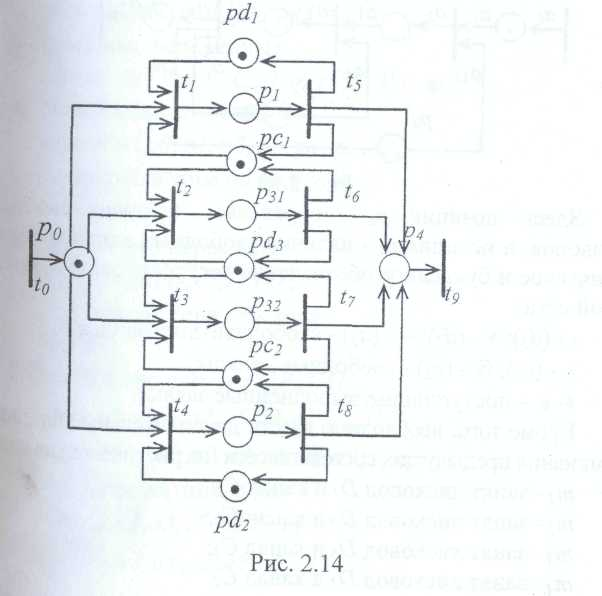 pd₁
t₁ p₁ t₅
pc₁
t₂ p₃₁ t₆
p₀ p₄
t₀ pd₃ t₉
t₃ p₃₂ t₇
pc₂
t₄ p₂ t₈
pd₂
Рис. 2.14